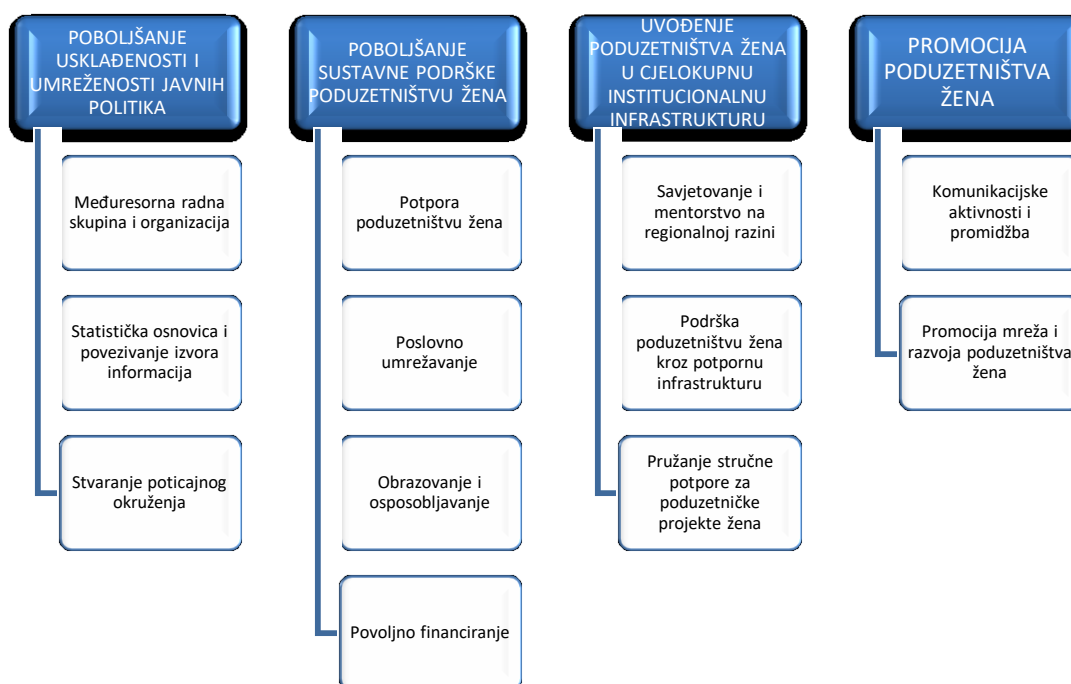 POBOLJŠANJE
USKLAĐENOSTI I
UMREŽENOSTI JAVNIH
POLITIKA
Međuresorna radna
skupina i organizacija
Statistička osnovica i
povezivanje izvora
informacija
Stvaranje poticajnog
okruženja
POBOLJŠANJE
SUSTAVNE PODRŠKE
PODUZETNIŠTVU ŽENA
Potpora
poduzetništvu žena
Poslovno
umrežavanje
Obrazovanje i
osposobljavanje
Povoljno financiranje
UVOĐENJE
PODUZETNIŠTVA ŽENA
U CJELOKUPNU
INSTITUCIONALNU
INFRASTRUKTURU
Savjetovanje i
mentorstvo na
regionalnoj razini
Podrška
poduzetništvu žena
kroz potpornu
infrastrukturu
Pružanje stručne
potpore za
poduzetničke
projekte žena
PROMOCIJA
PODUZETNIŠTVA
ŽENA
Komunikacijske
aktivnosti i
promidžba
Promocija mreža i
razvoja poduzetništva
žena